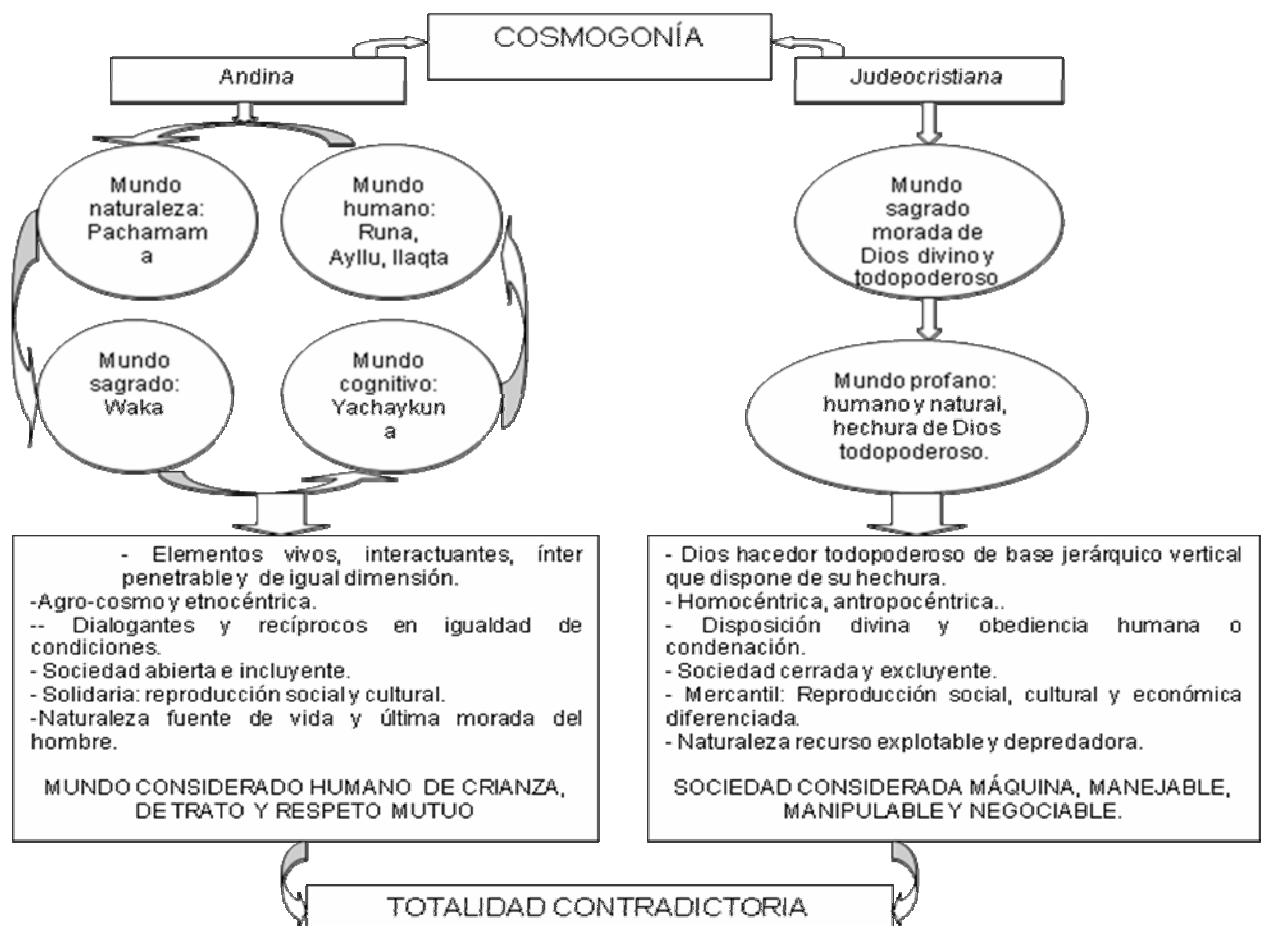 COSMOGONÍA
Andina
Judeocristiana
Mundo
naturaleza:
Pachamam
a
Mundo
humano:
Runa,
Ayllu, llaqta
Mundo
sagrado:
Waka
Mundo
cognitivo:
Yachaykun
a
Mundo
sagrado
morada de
Dios divino y
todopoderoso
Mundo profano:
humano y natural,
hechura de Dios
todopoderoso.
- Elementos vivos, interactuantes, ínter
penetrable y de igual dimensión.
-Agro-cosmo y etnocéntrica.
-- Dialogantes y recíprocos en igualdad de
condiciones.
- Sociedad abierta e incluyente.
- Solidaria: reproducción social y cultural.
-Naturaleza fuente de vida y última morada del
hombre.
MUNDO CONSIDERADO HUMANO DE CRIANZA,
DE TRATO Y RESPETO MUTUO
- Dios hacedor todopoderoso de base jerárquico vertical
que dispone de su hechura.
- Homocéntrica, antropocéntrica..
- Disposición divina y obediencia humana o
condenación.
- Sociedad cerrada y excluyente.
- Mercantil: Reproducción social, cultural y económica
diferenciada.
- Naturaleza recurso explotable y depredadora.
SOCIEDAD CONSIDERADA MÁQUINA, MANEJABLE,
MANIPULABLE Y NEGOCIABLE.
TOTALIDAD CONTRADICTORIA